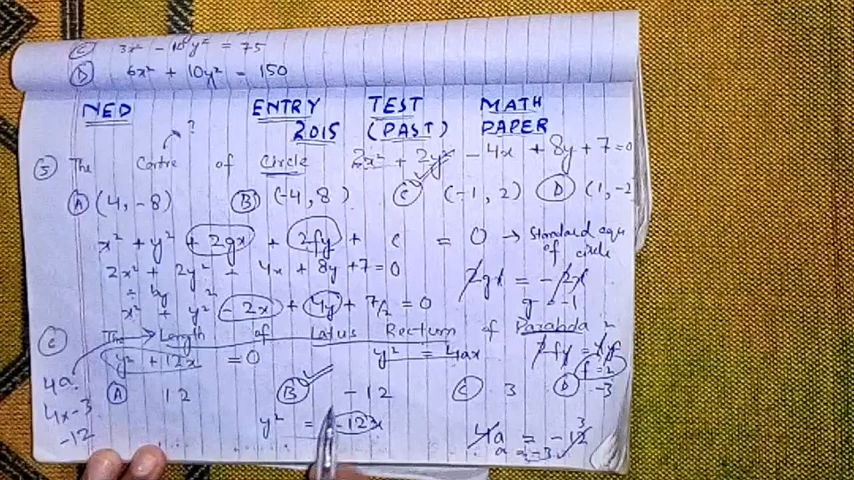 C 3x² - 10y² = 75
D 6x² + 10y² = 150
NED ENTRY TEST MATH
2015 (PAST) PAPER
?
5 The Centre of Circle 2x² + 2y² - 4x + 8y + 7 = 0
A (4, -8) B (-4, 8) C (-1, 2) D (1, -2
x² + y² + 2gx + 2fy + c = 0 → Standard equ of circle
2x² + 2y² - 4x + 8y + 7 = 0
2gx = -2x
÷ by 2
g = -1
x² + y² - 2x + 4y + 7/2 = 0
6 The Length of Latus Rectum of Parabola
2fy = 4y
f = 2
y² + 12x = 0 y² = 4ax
4a
A 12 B -12 C 3 D -3
4x-3
-12
y² = -12x
4a = -12 3
a = -3